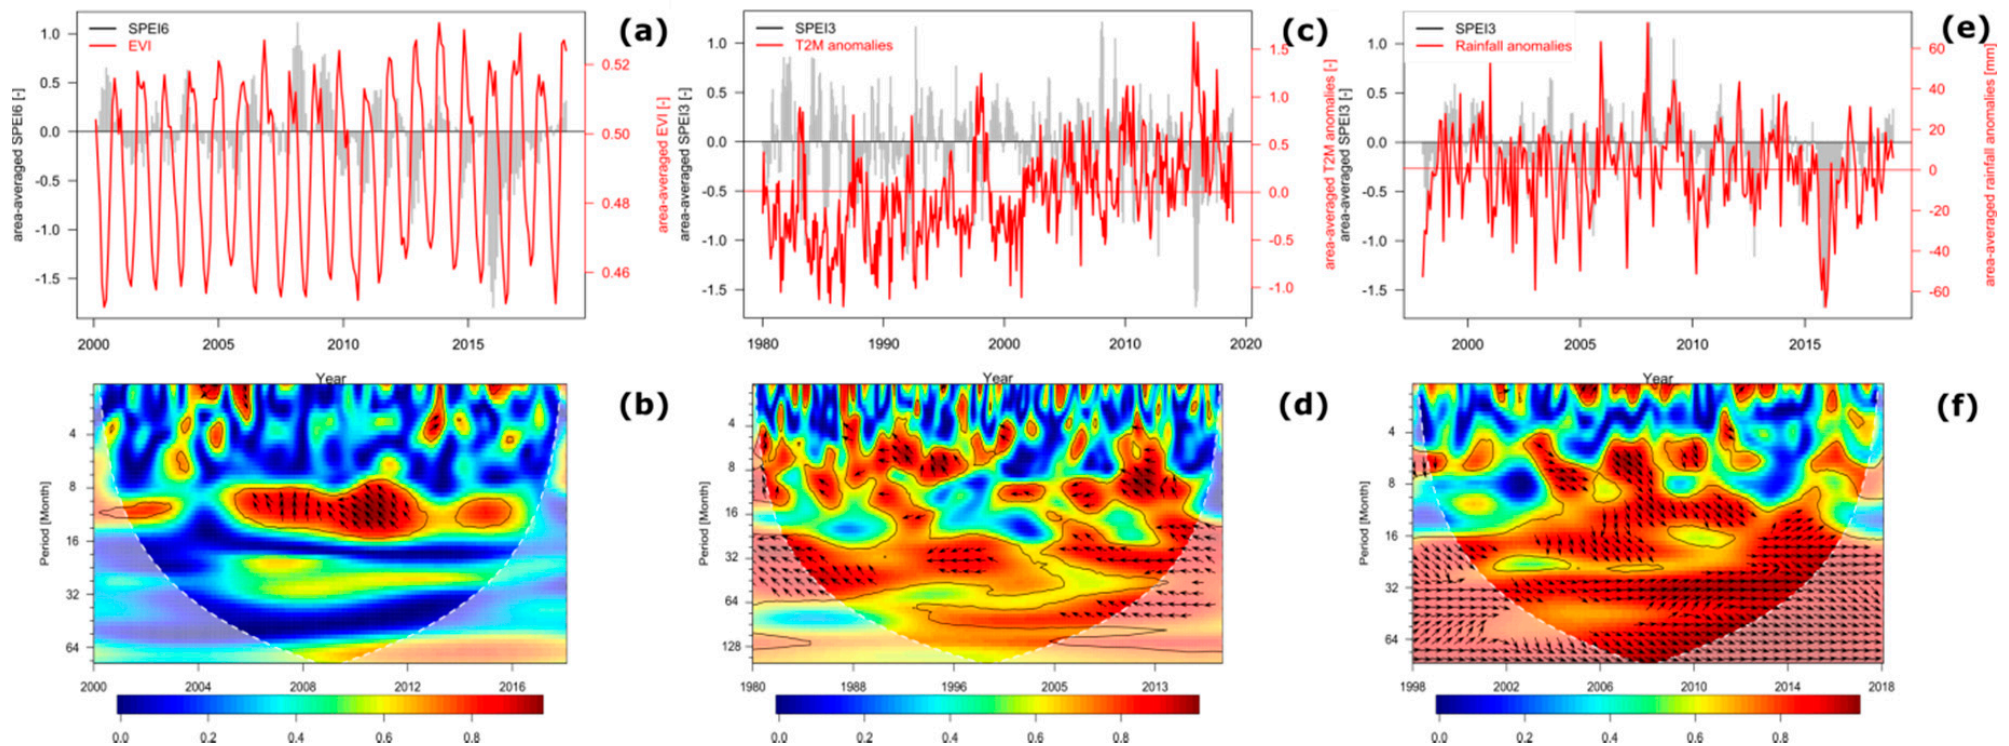 SPEI6
EVI
(a)
1.0
0.5
0.0
-0.5
-1.0
-1.5
area-averaged SPEI6 [-]
0.52
0.50
0.48
0.46
area-averaged EVI [-]
2000 2005 2010 2015
Year
SPEI3
T2M anomalies
(c)
1.0
0.5
0.0
-0.5
-1.0
-1.5
area-averaged SPEI3 [-]
1.5
1.0
0.5
0.0
-0.5
-1.0
area-averaged T2M anomalies [-]
1980 1990 2000 2010 2020
Year
SPEI3
Rainfall anomalies
(e)
1.0
0.5
0.0
-0.5
-1.0
-1.5
area-averaged SPEI3 [-]
60
40
20
0
-20
-40
-60
area-averaged rainfall anomalies [mm]
2000 2005 2010 2015
Year
(b)
4
8
16
32
64
Period [Month]
2000 2004 2008 2012 2016
0.0 0.2 0.4 0.6 0.8
(d)
4
8
16
32
64
128
Period [Month]
1980 1988 1996 2005 2013
0.0 0.2 0.4 0.6 0.8
(f)
4
8
16
32
64
Period [Month]
1998 2002 2006 2010 2014 2018
0.0 0.2 0.4 0.6 0.8